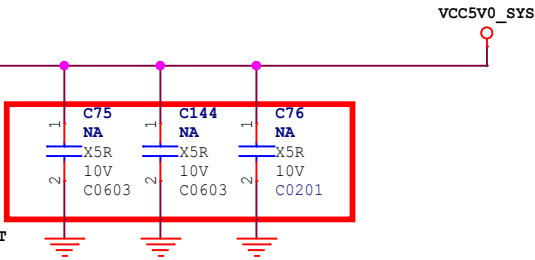 VCC5V0_SYS
C75
C144
C76
1
NA
1
NA
1
NA
X5R
X5R
X5R
10V
10V
10V
2
C0603
2
C0603
2
C0201
T